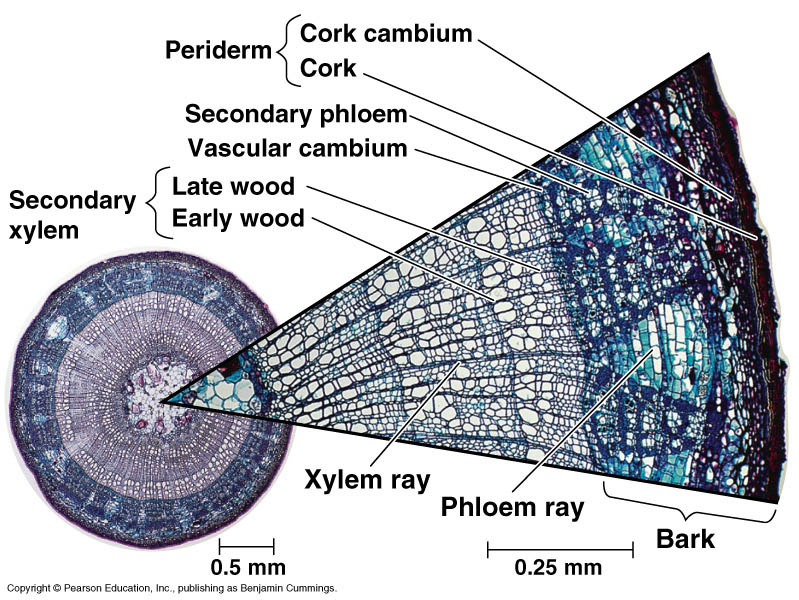 Periderm
Cork cambium
Cork
Secondary phloem
Vascular cambium
Secondary
xylem
Late wood
Early wood
Xylem ray
Phloem ray
Bark
0.5 mm
0.25 mm
Copyright © Pearson Education, Inc., publishing as Benjamin Cummings.